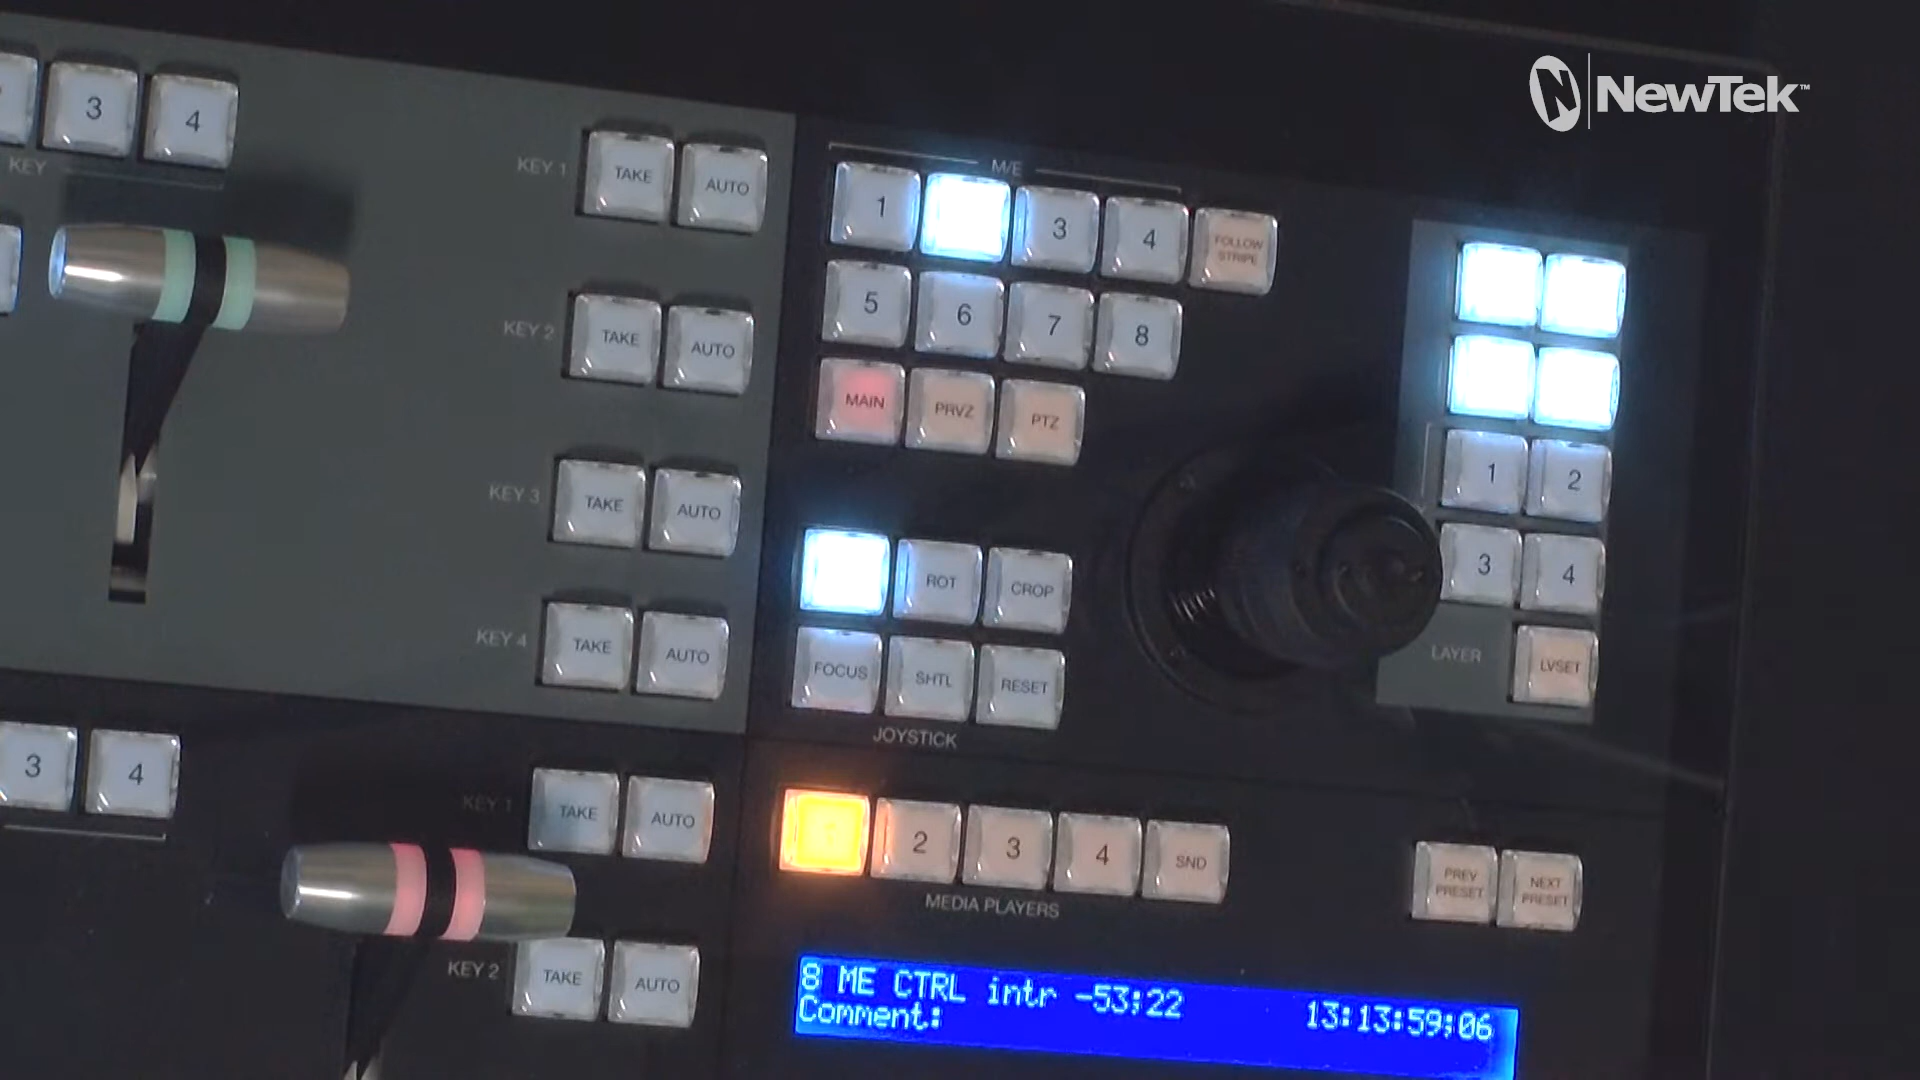 NewTek™
3
4
KEY
KEY 1
TAKE
AUTO
KEY 2
TAKE
AUTO
KEY 3
TAKE
AUTO
KEY 4
TAKE
AUTO
M/E
1
3
4
FOLLOW
STRIPE
5
6
7
8
MAIN
PRVZ
PTZ
ROT
CROP
FOCUS
SHTL
RESET
JOYSTICK
1
2
3
4
LAYER
LVSET
3
4
KEY 1
TAKE
AUTO
KEY 2
TAKE
AUTO
2
3
4
SND
MEDIA PLAYERS
PREV
PRESET
NEXT
PRESET
8 ME CTRL intr -53;22 13:13:59;06
Comment: